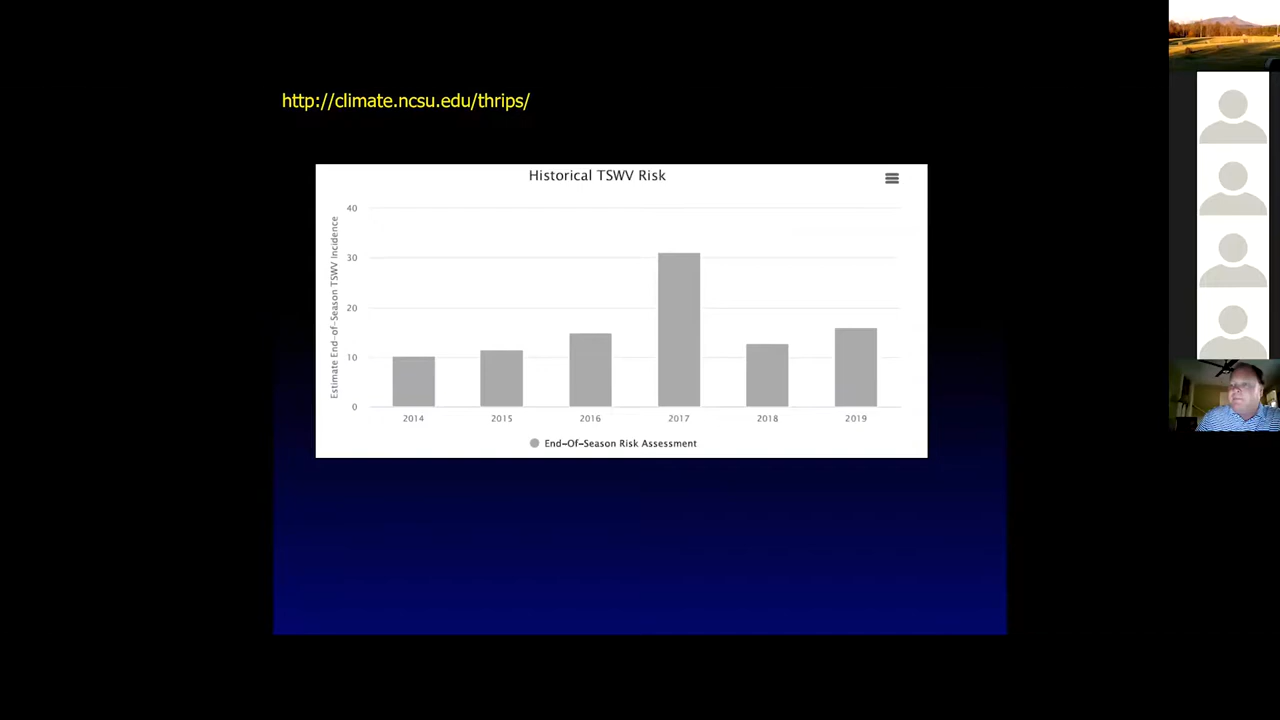 http://climate.ncsu.edu/thrips/
Historical TSWV Risk
Estimate End-of-Season TSWV Incidence
40
30
20
10
0
2014 2015 2016 2017 2018 2019
End-Of-Season Risk Assessment